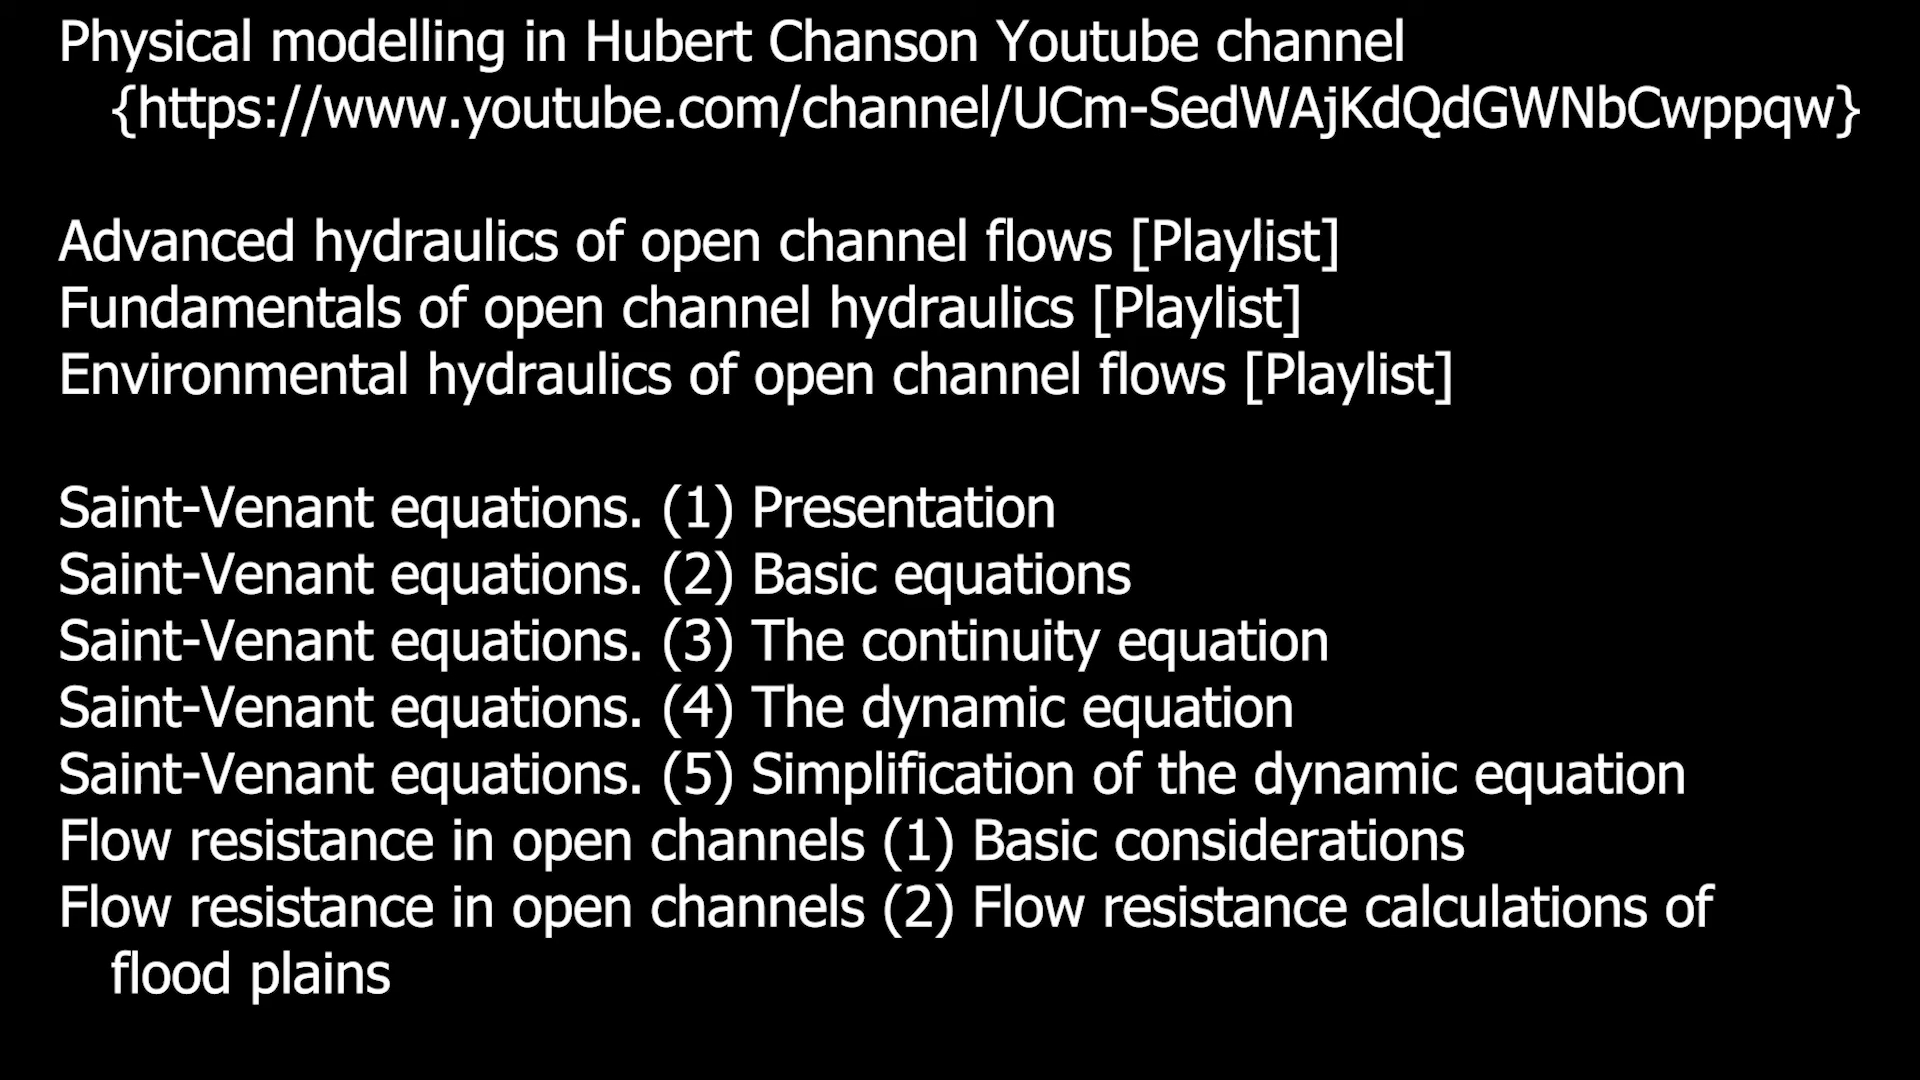 Physical modelling in Hubert Chanson Youtube channel
{https://www.youtube.com/channel/UCm-SedWAjKdQdGWNbCwppqw}
Advanced hydraulics of open channel flows [Playlist]
Fundamentals of open channel hydraulics [Playlist]
Environmental hydraulics of open channel flows [Playlist]
Saint-Venant equations. (1) Presentation
Saint-Venant equations. (2) Basic equations
Saint-Venant equations. (3) The continuity equation
Saint-Venant equations. (4) The dynamic equation
Saint-Venant equations. (5) Simplification of the dynamic equation
Flow resistance in open channels (1) Basic considerations
Flow resistance in open channels (2) Flow resistance calculations of
flood plains